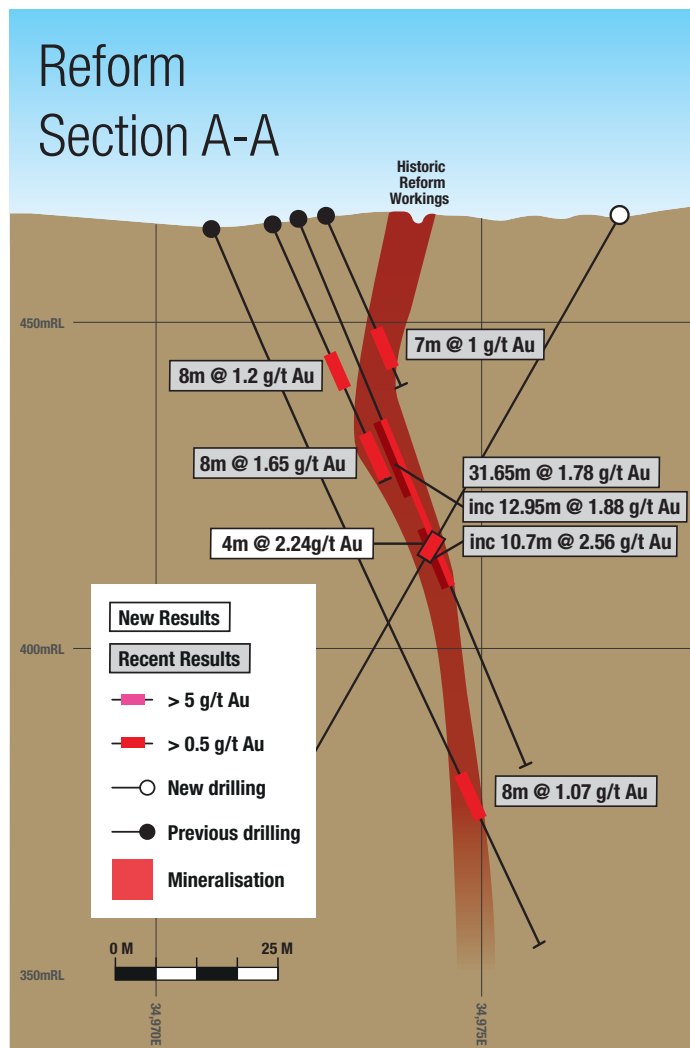 Reform
Section A-A
Historic
Reform
Workings
450mRL
7m @ 1 g/t Au
8m @ 1.2 g/t Au
8m @ 1.65 g/t Au
31.65m @ 1.78 g/t Au
inc 12.95m @ 1.88 g/t Au
4m @ 2.24g/t Au
inc 10.7m @ 2.56 g/t Au
New Results
400mRL
Recent Results
> 5 g/t Au
> 0.5 g/t Au
New drilling
8m @ 1.07 g/t Au
Previous drilling
Mineralisation
0 M
25 M
350mRL
34,970E
34,975E